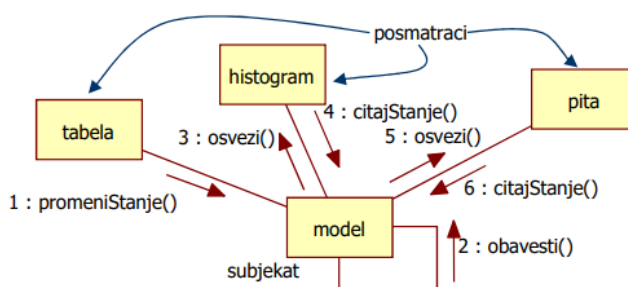 posmatraci
histogram
tabela
pita
4 : citajStanje()
3 : osvezi()
5 : osvezi()
1 : promeniStanje()
6 : citajStanje()
model
2 : obavesti()
subjekat